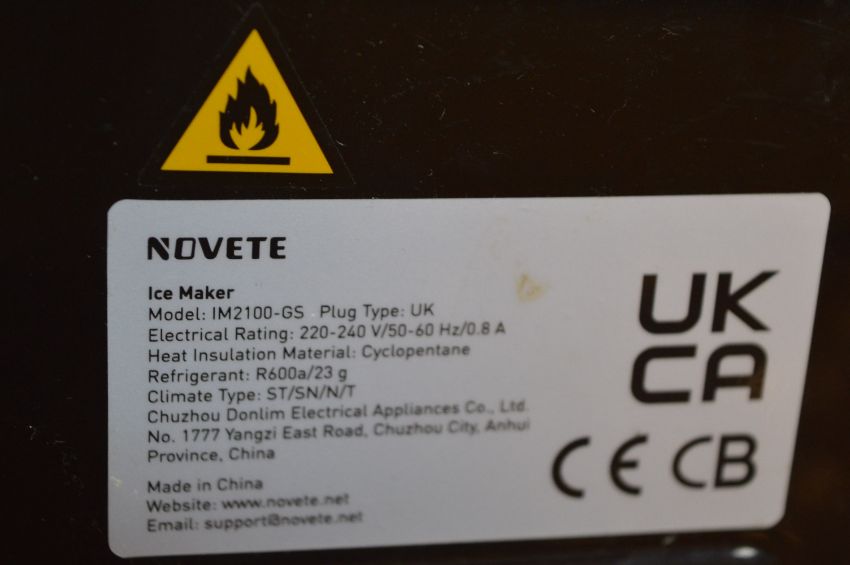 NOVETE
Ice Maker
Model: IM2100-GS Plug Type: UK
Electrical Rating: 220-240 V/50-60 Hz/0.8 A
Heat Insulation Material: Cyclopentane
Refrigerant: R600a/23 g
Climate Type: ST/SN/N/T
Chuzhou Donlim Electrical Appliances Co., Ltd.
No. 1777 Yangzi East Road, Chuzhou City, Anhui
Province, China
Made in China
Website: www.novete.net
Email: support@novete.net
UK
CA
CE CB